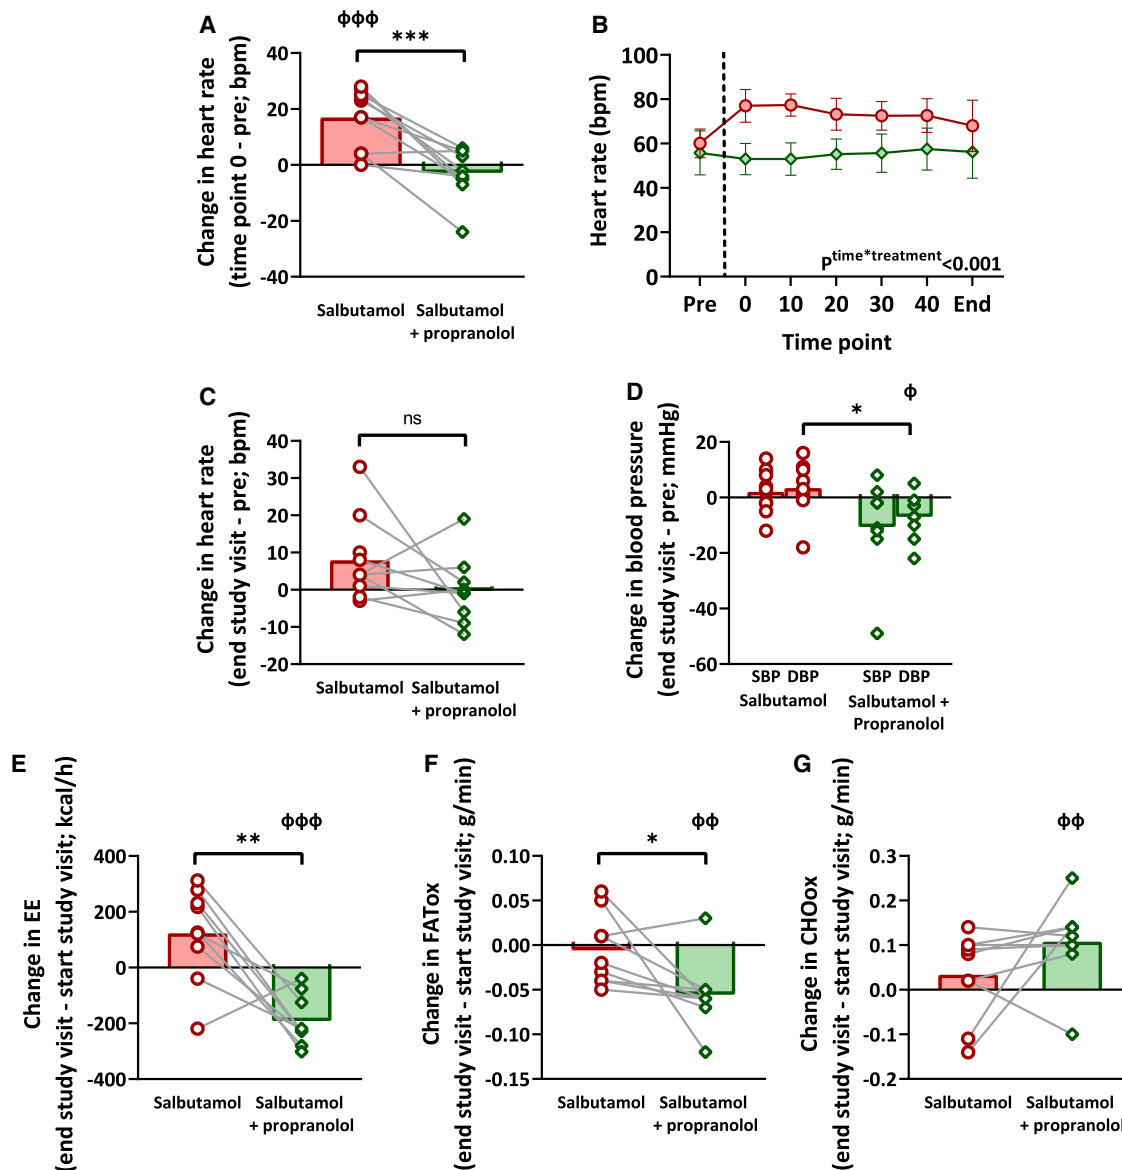 A
ϕϕϕ
***
Change in heart rate
(time point 0 - pre; bpm)
40
20
0
-20
-40
Salbutamol
Salbutamol
+ propranolol
B
Heart rate (bpm)
100
80
60
40
20
0
P^time*treatment<0.001
Pre 0 10 20 30 40 End
Time point
C
ns
Change in heart rate
(end study visit - pre; bpm)
40
30
20
10
0
-10
-20
Salbutamol
Salbutamol
+ propranolol
D
ϕ
*
Change in blood pressure
(end study visit - pre; mmHg)
20
0
-20
-40
-60
SBP DBP SBP DBP
Salbutamol
Salbutamol +
Propranolol
E
ϕϕϕ
**
Change in EE
(end study visit - start study visit; kcal/h)
400
200
0
-200
-400
Salbutamol
Salbutamol
+ propranolol
F
ϕϕ
*
Change in FATox
(end study visit - start study visit; g/min)
0.10
0.05
0.00
-0.05
-0.10
-0.15
Salbutamol
Salbutamol
+ propranolol
G
ϕϕ
Change in CHOox
(end study visit - start study visit; g/min)
0.3
0.2
0.1
0.0
-0.1
-0.2
Salbutamol
Salbutamol
+ propranolol